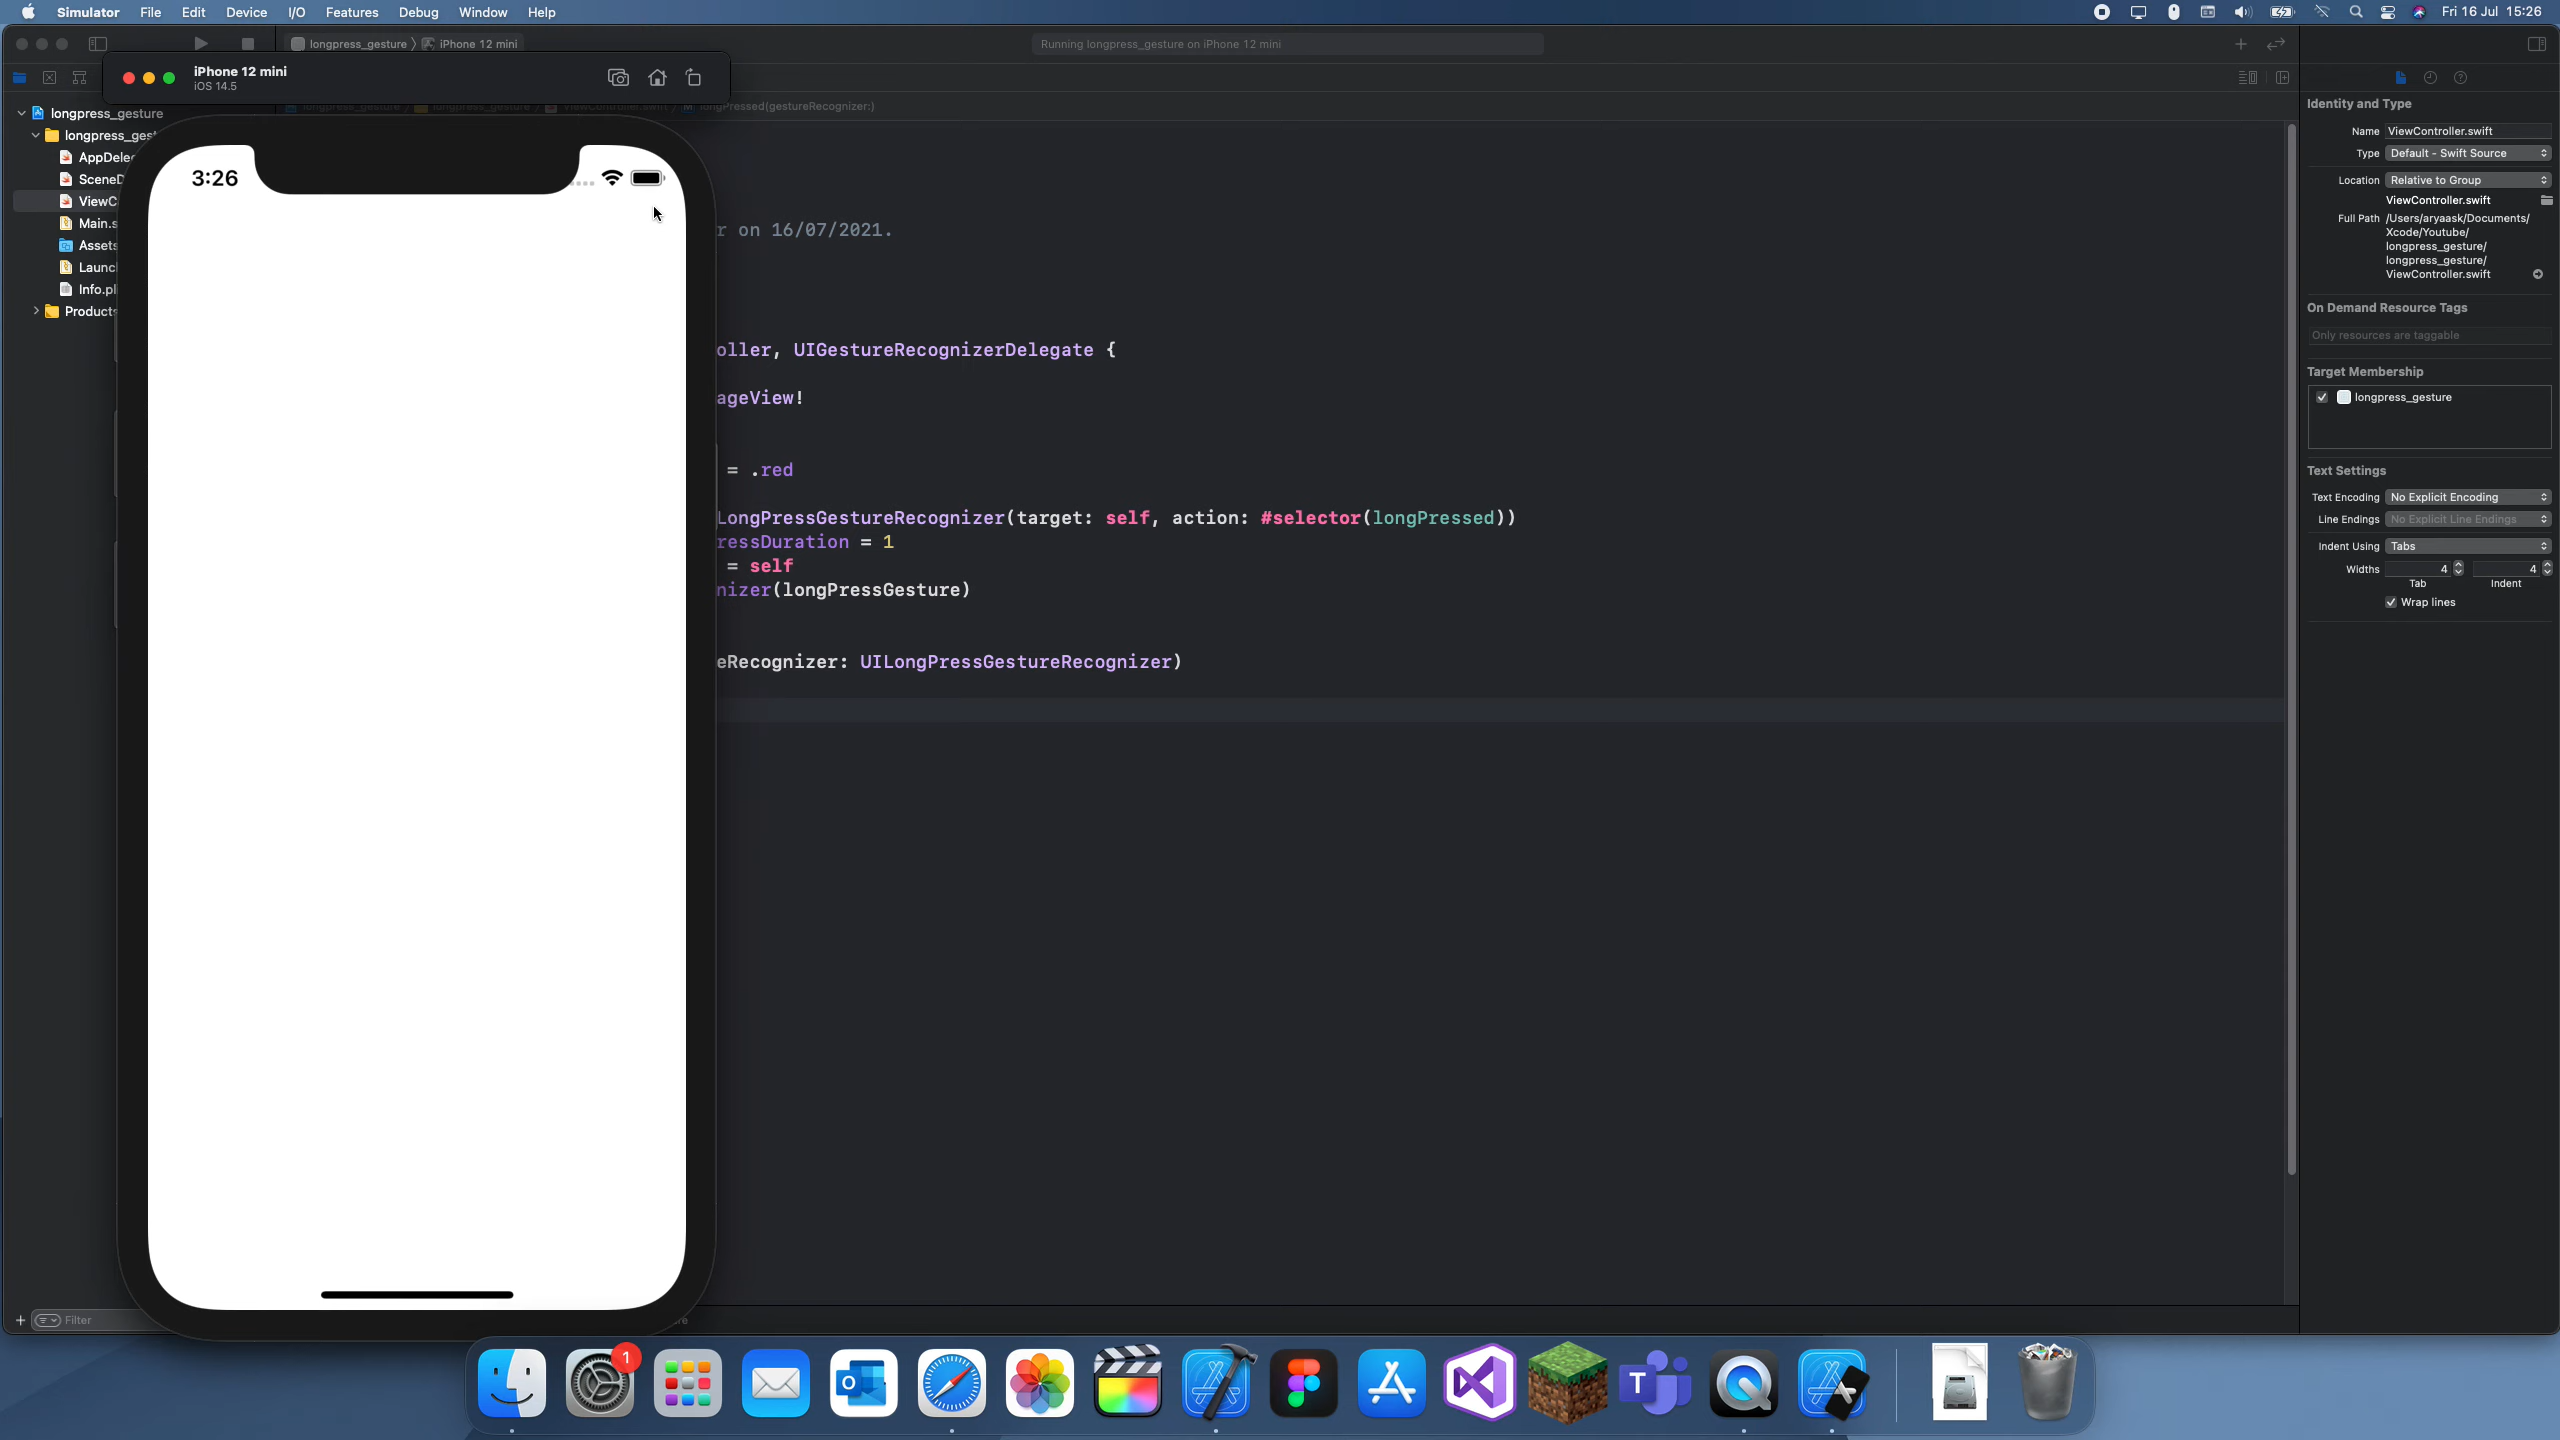 Simulator File Edit Device I/O Features Debug Window Help Fri 16 Jul 15:26
longpress_gesture iPhone 12 mini Running longpress_gesture on iPhone 12 mini
iPhone 12 mini
iOS 14.5
longpress_gesture
longpress_gest
AppDeleg
SceneD
ViewC
Main.s
Assets
Launc
Info.pli
Products
Filter
3:26
Pressed(gestureRecognizer:)
r on 16/07/2021.
oller, UIGestureRecognizerDelegate {
ageView!
= .red
LongPressGestureRecognizer(target: self, action: #selector(longPressed))
ressDuration = 1
= self
nizer(longPressGesture)
eRecognizer: UILongPressGestureRecognizer)
Identity and Type
Name ViewController.swift
Type Default - Swift Source
Location Relative to Group
ViewController.swift
Full Path /Users/aryaask/Documents/
Xcode/Youtube/
longpress_gesture/
longpress_gesture/
ViewController.swift
On Demand Resource Tags
Only resources are taggable
Target Membership
longpress_gesture
Text Settings
Text Encoding No Explicit Encoding
Line Endings No Explicit Line Endings
Indent Using Tabs
Widths 4 4
Tab Indent
Wrap lines
1